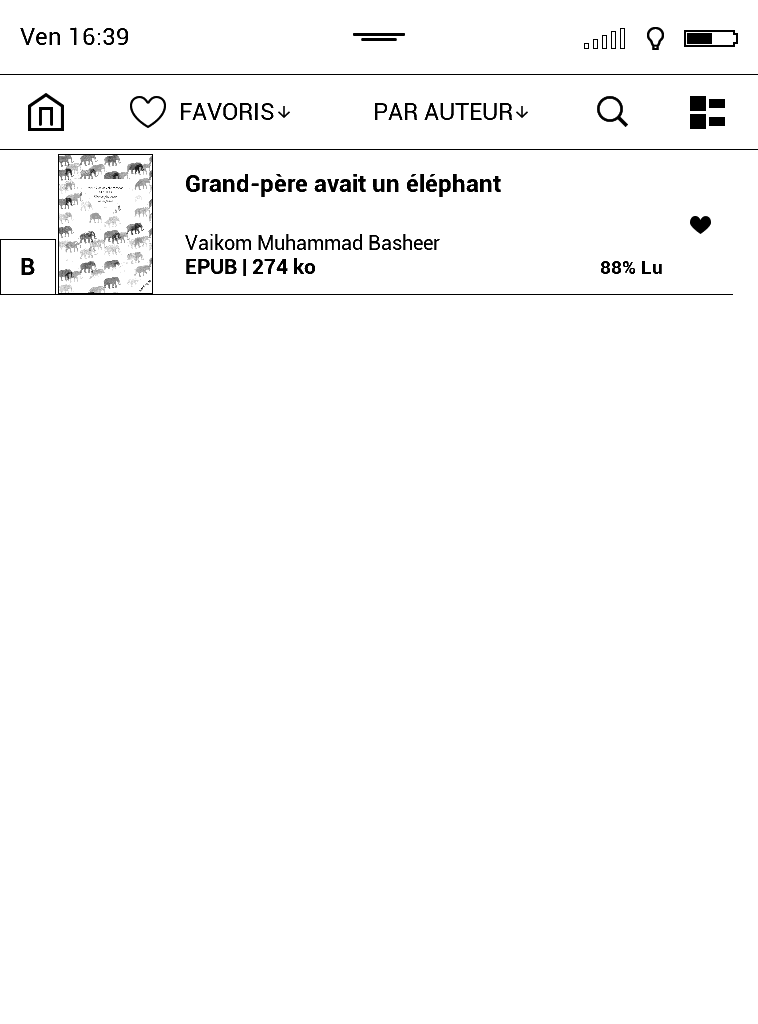 Ven 16:39
FAVORIS↓ PAR AUTEUR↓
Grand-père avait un éléphant
Vaikom Muhammad Basheer
B EPUB | 274 ko 88% Lu